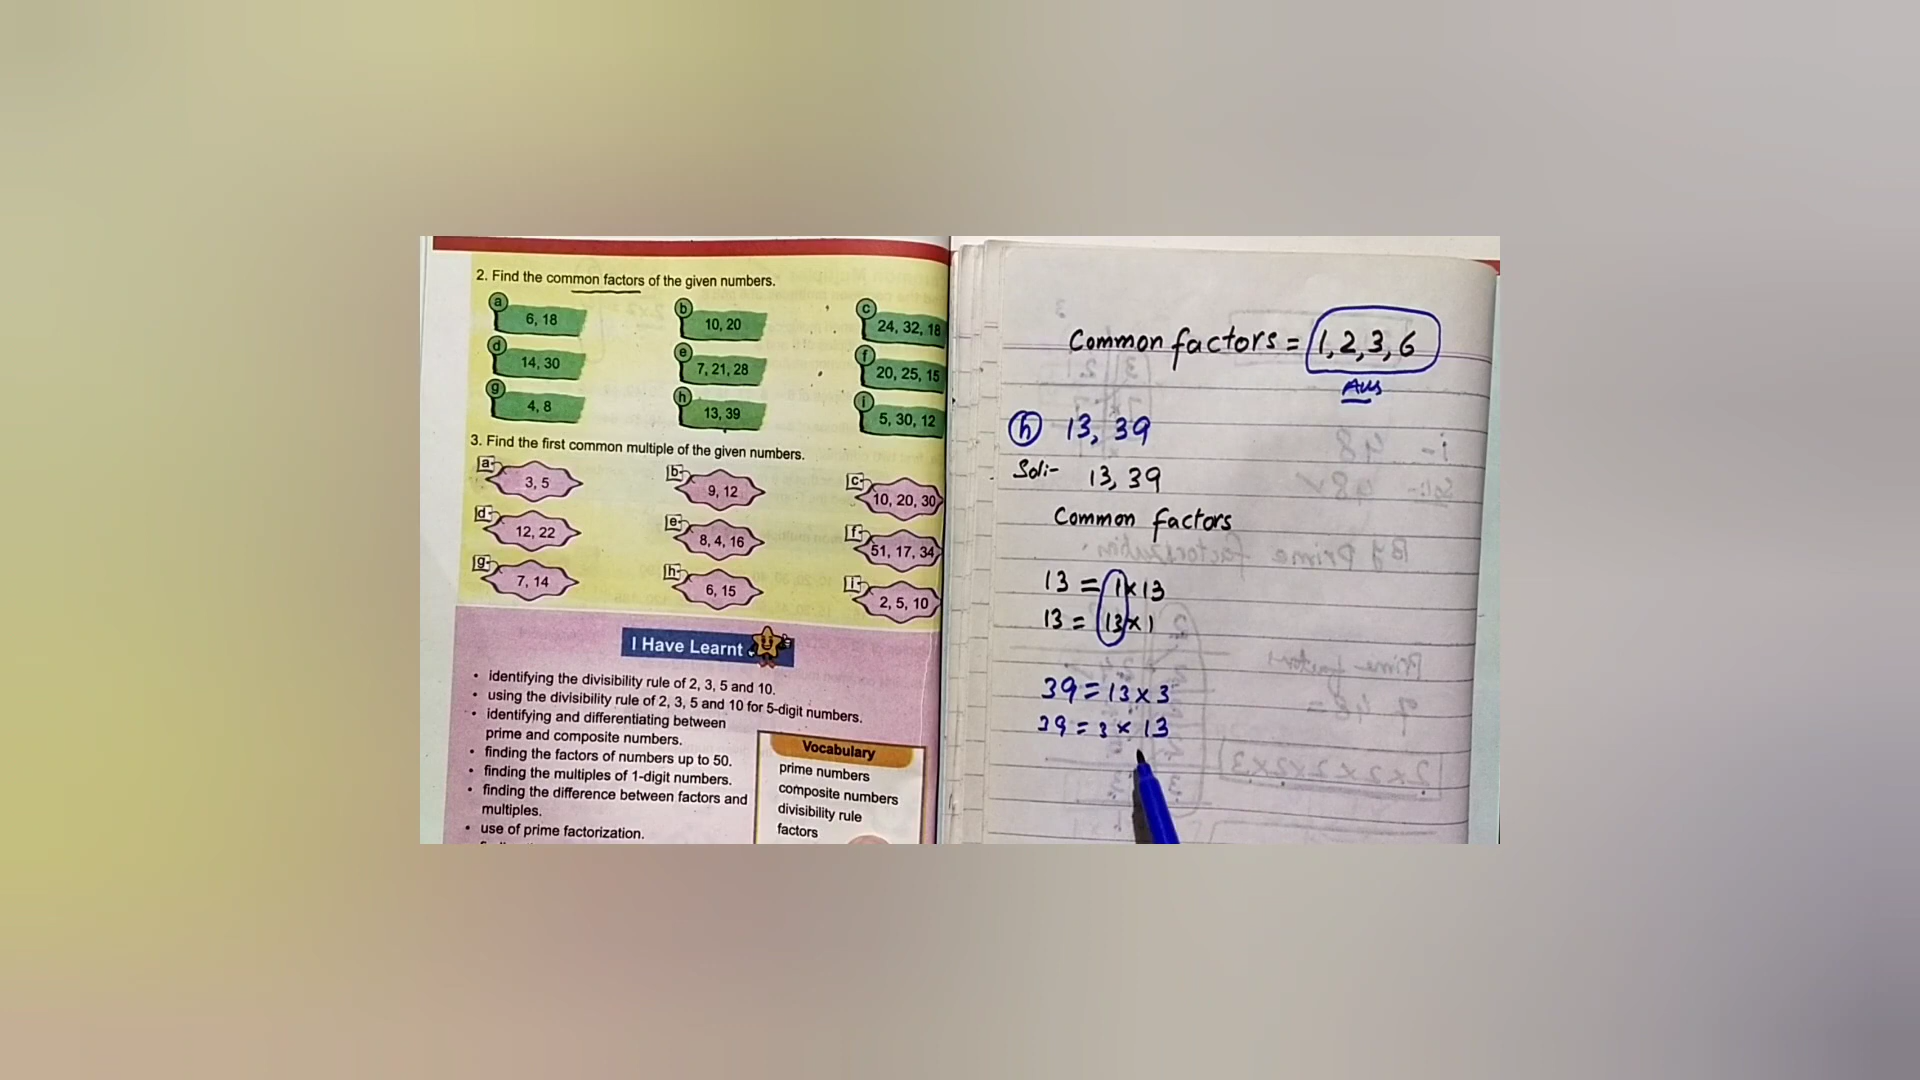 2. Find the common factors of the given numbers.
a 6, 18
b 10, 20
c 24, 32, 18
d 14, 30
e 7, 21, 28
f 20, 25, 15
g 4, 8
h 13, 39
i 5, 30, 12
3. Find the first common multiple of the given numbers.
a 3, 5
b 9, 12
c 10, 20, 30
d 12, 22
e 8, 4, 16
f 51, 17, 34
g 7, 14
h 6, 15
i 2, 5, 10
I Have Learnt
• identifying the divisibility rule of 2, 3, 5 and 10.
• using the divisibility rule of 2, 3, 5 and 10 for 5-digit numbers.
• identifying and differentiating between
prime and composite numbers.
• finding the factors of numbers up to 50.
• finding the multiples of 1-digit numbers.
• finding the difference between factors and
multiples.
• use of prime factorization.
Vocabulary
prime numbers
composite numbers
divisibility rule
factors
Common factors = 1, 2, 3, 6
Ans
h 13, 39
Sol:- 13, 39
Common factors
13 = 1 × 13
13 = 13 × 1
39 = 13 × 3
39 = 3 × 13